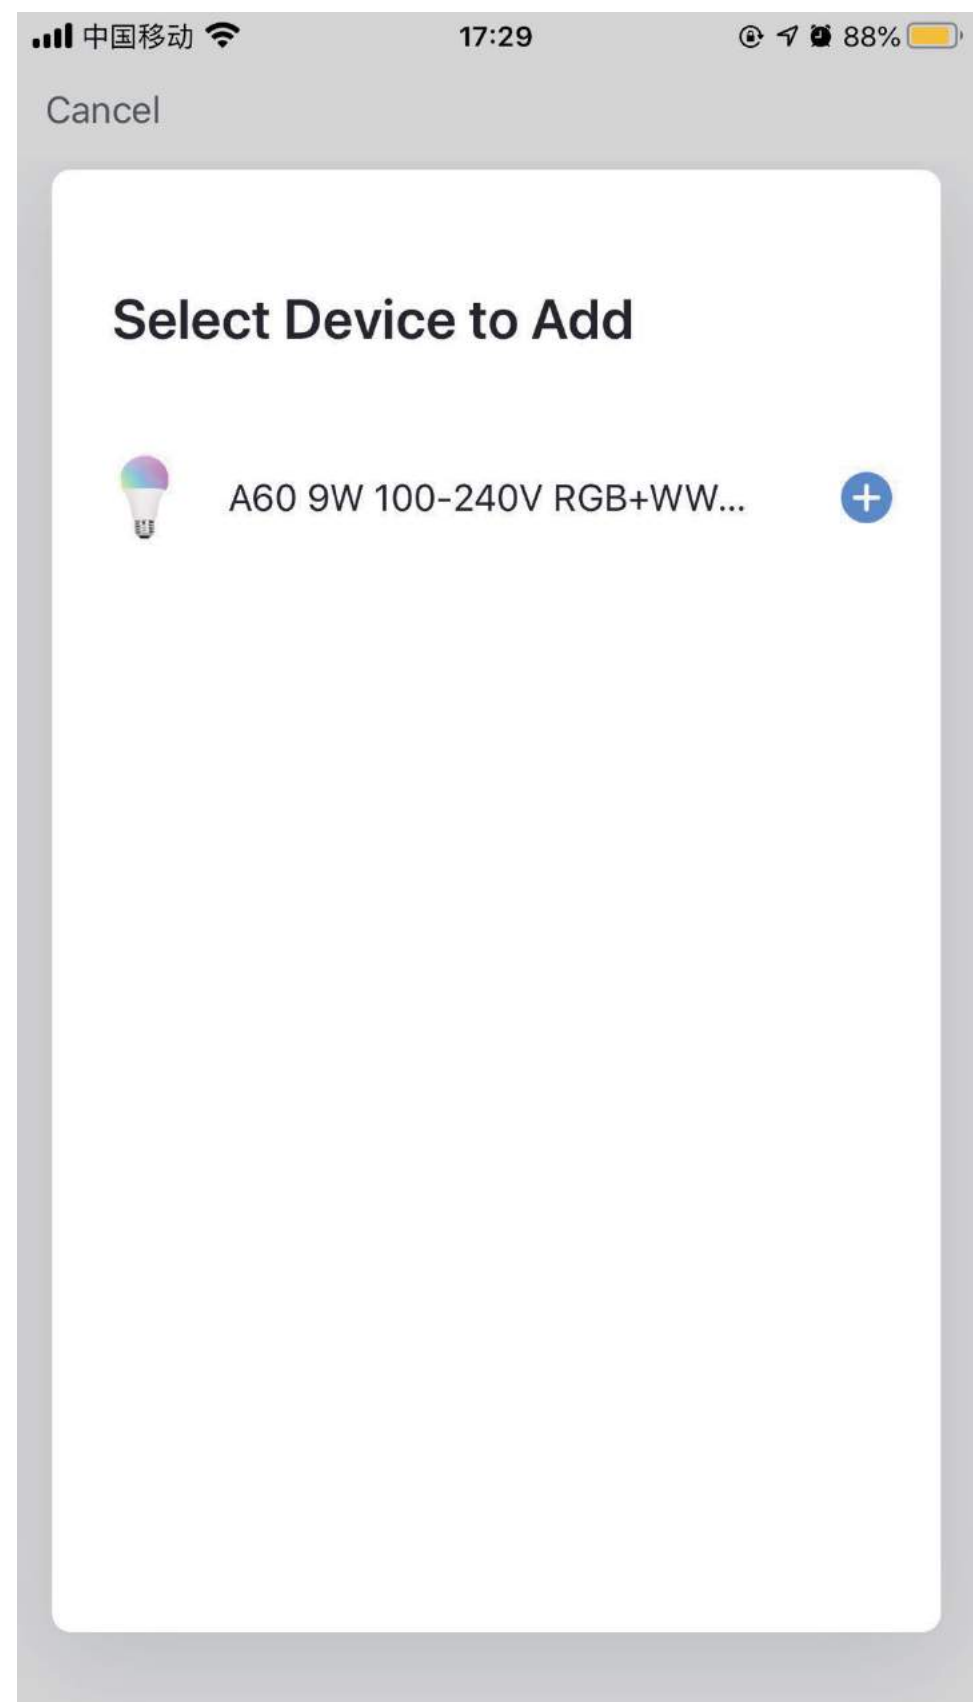 中国移动
17:29
88%
Cancel
Select Device to Add
A60 9W 100-240V RGB+WW...